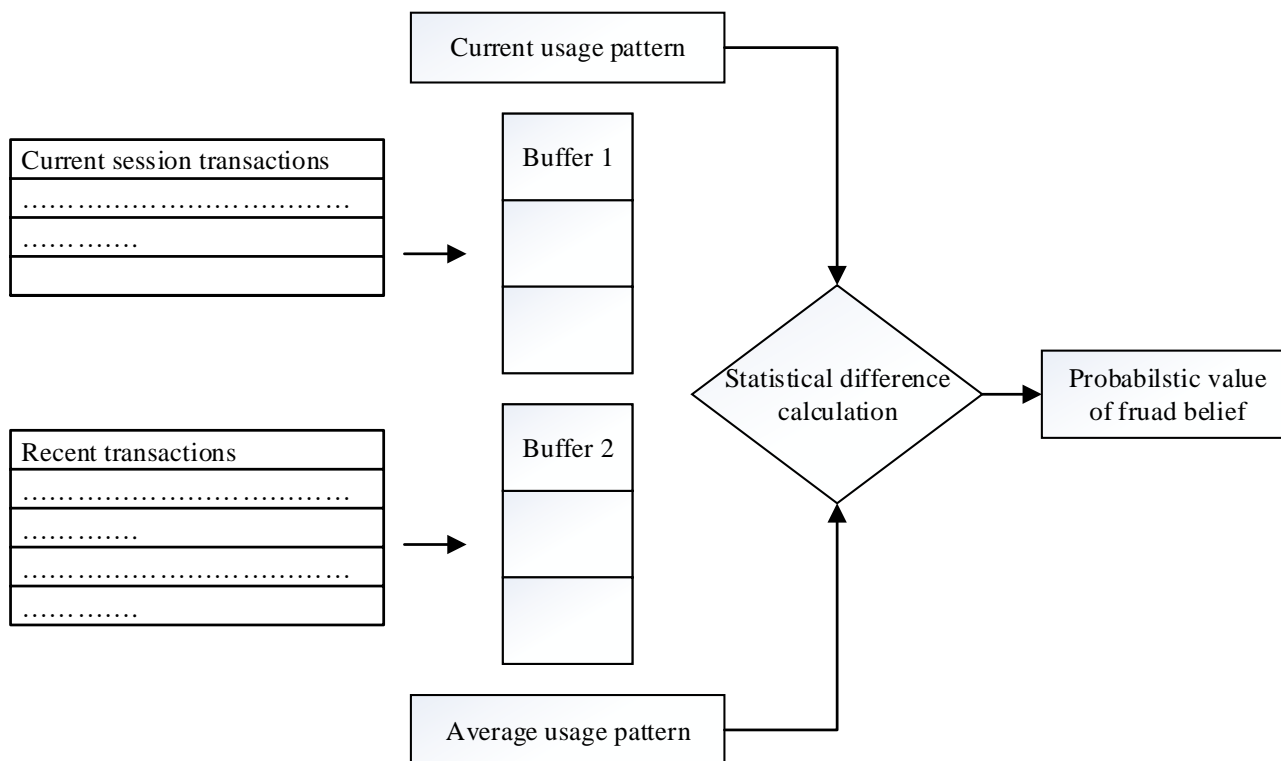 Current usage pattern
Current session transactions
……………………………………
………….
Buffer 1
Statistical difference
calculation
Probabilstic value
of fruad belief
Recent transactions
……………………………………
………….
……………………………………
………….
Buffer 2
Average usage pattern